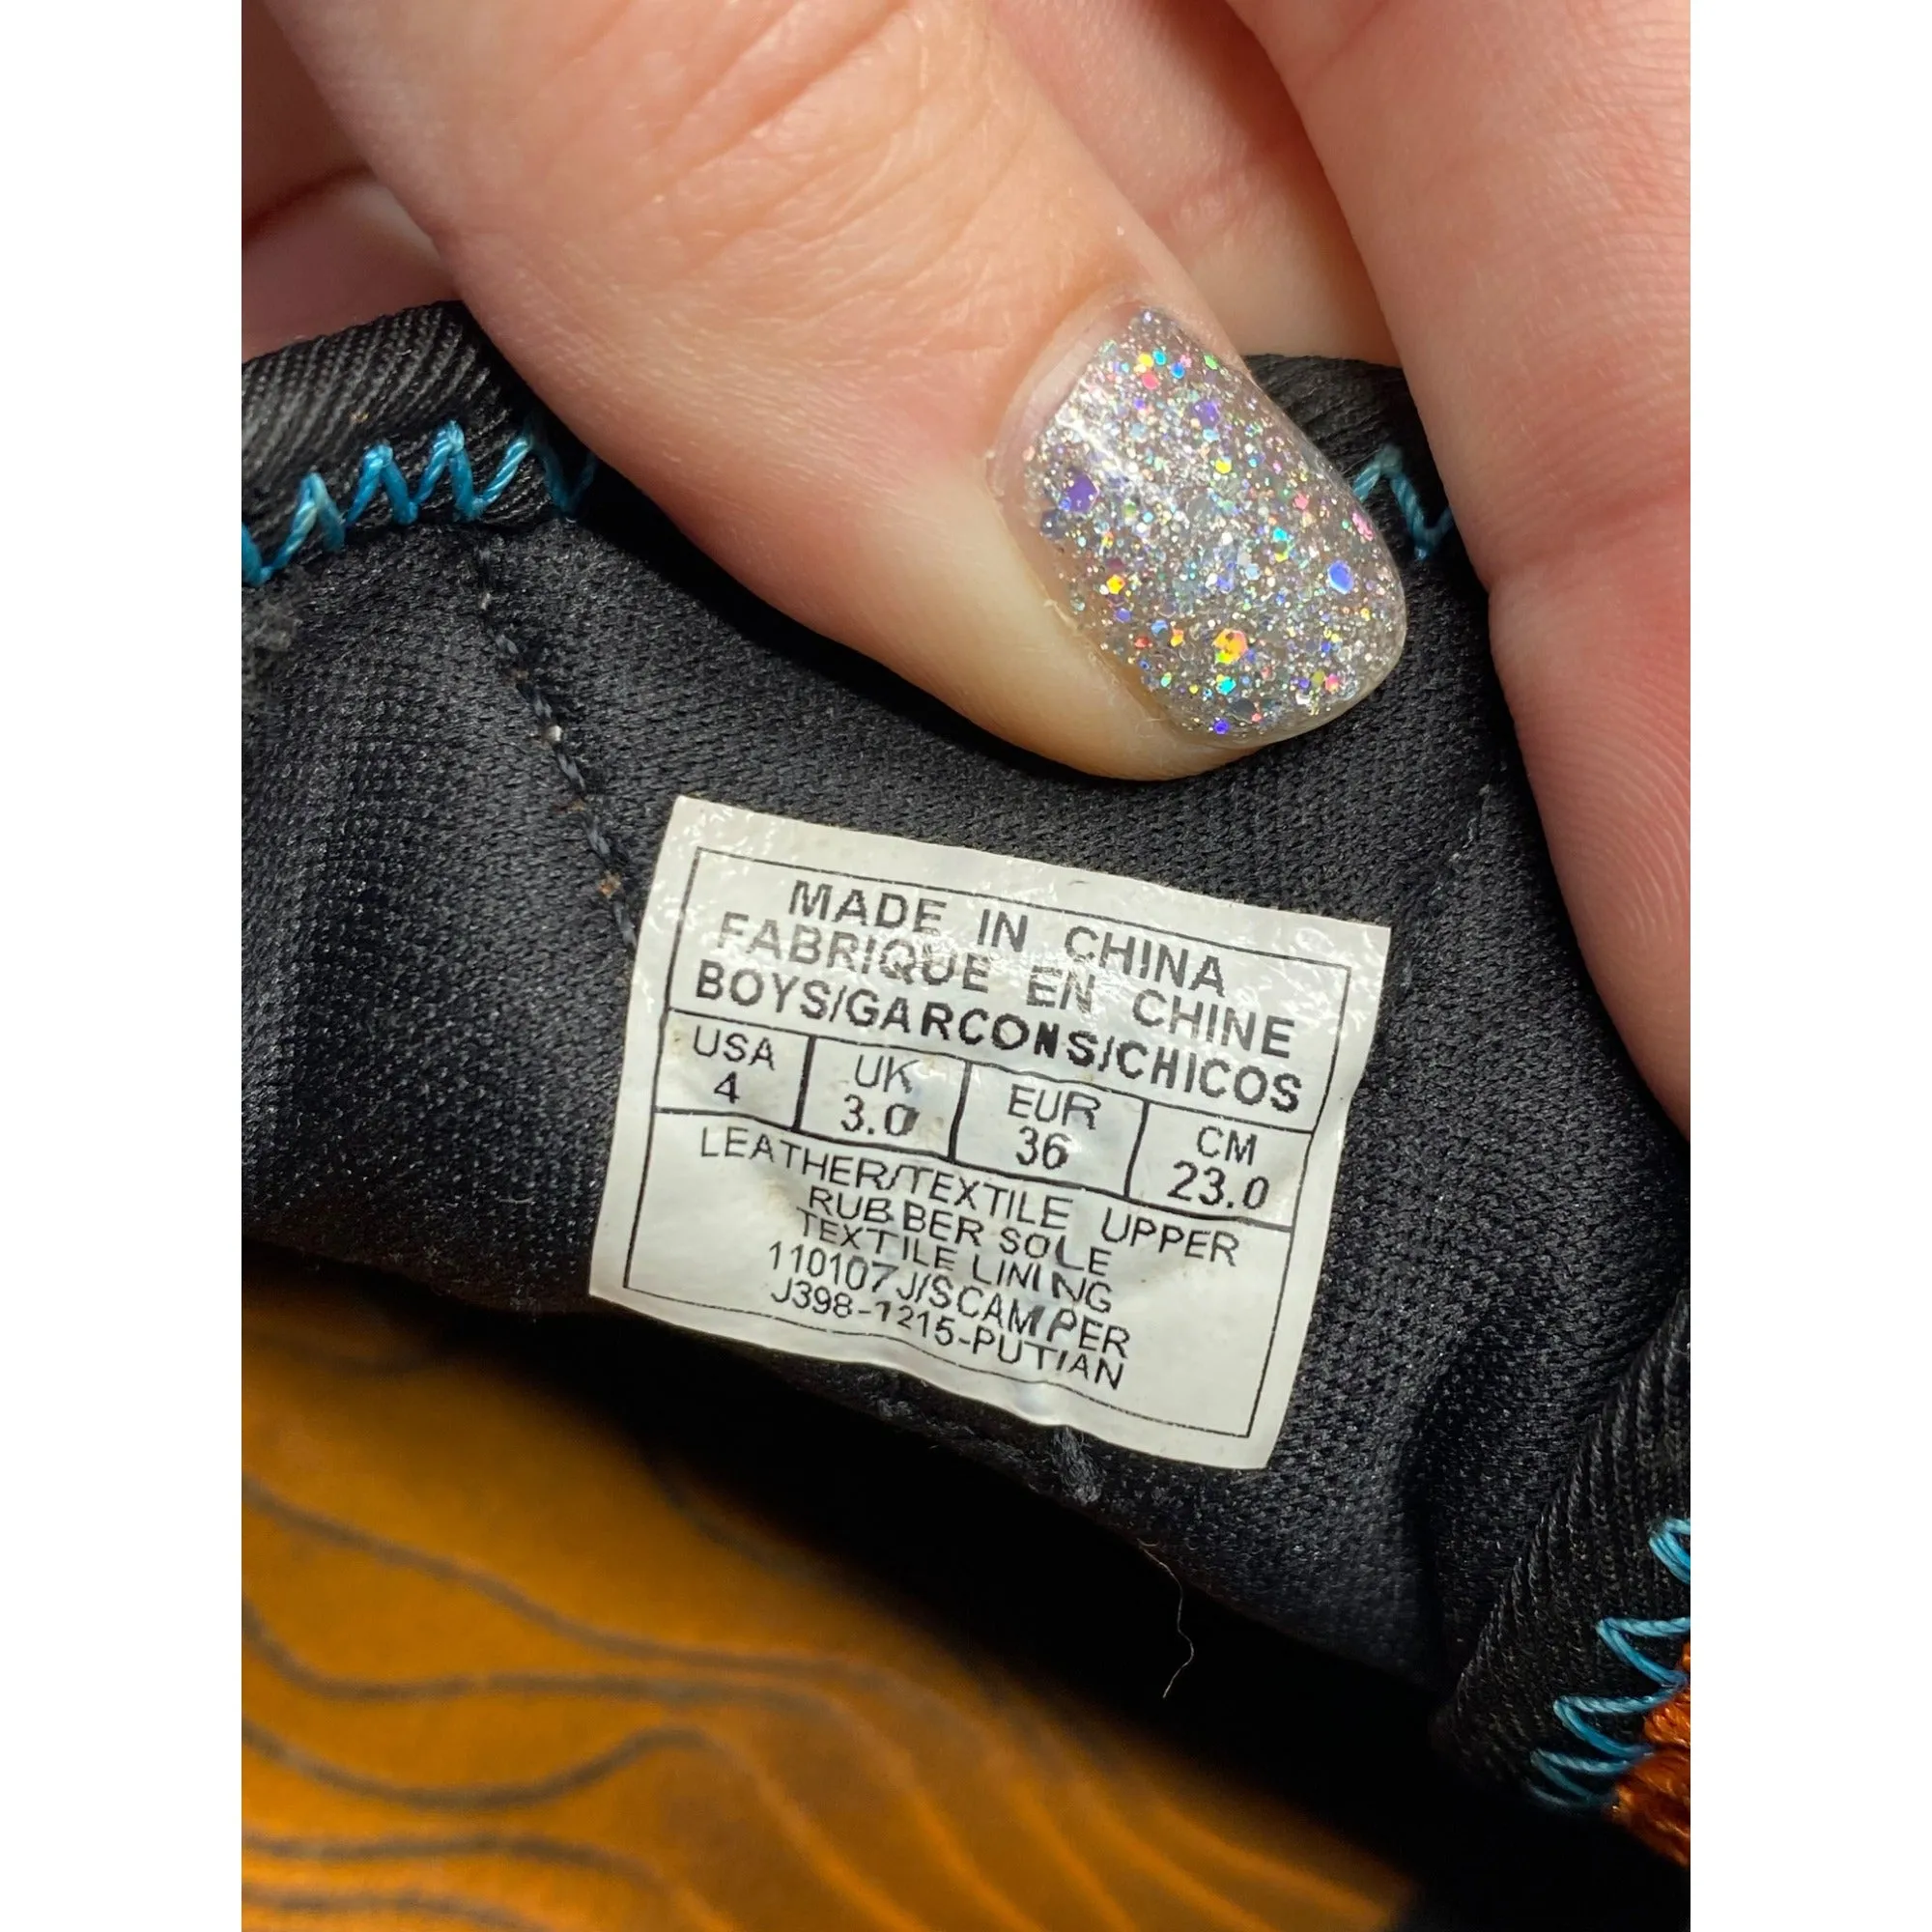 MADE IN CHINA
FABRIQUE EN CHINE
BOYS/GARCONS/CHICOS
USA UK EUR CM
4 3.0 36 23.0
LEATHER/TEXTILE UPPER
RUBBER SOLE
TEXTILE LINING
110107 J/SCAMPER
J398-1215-PUTIAN